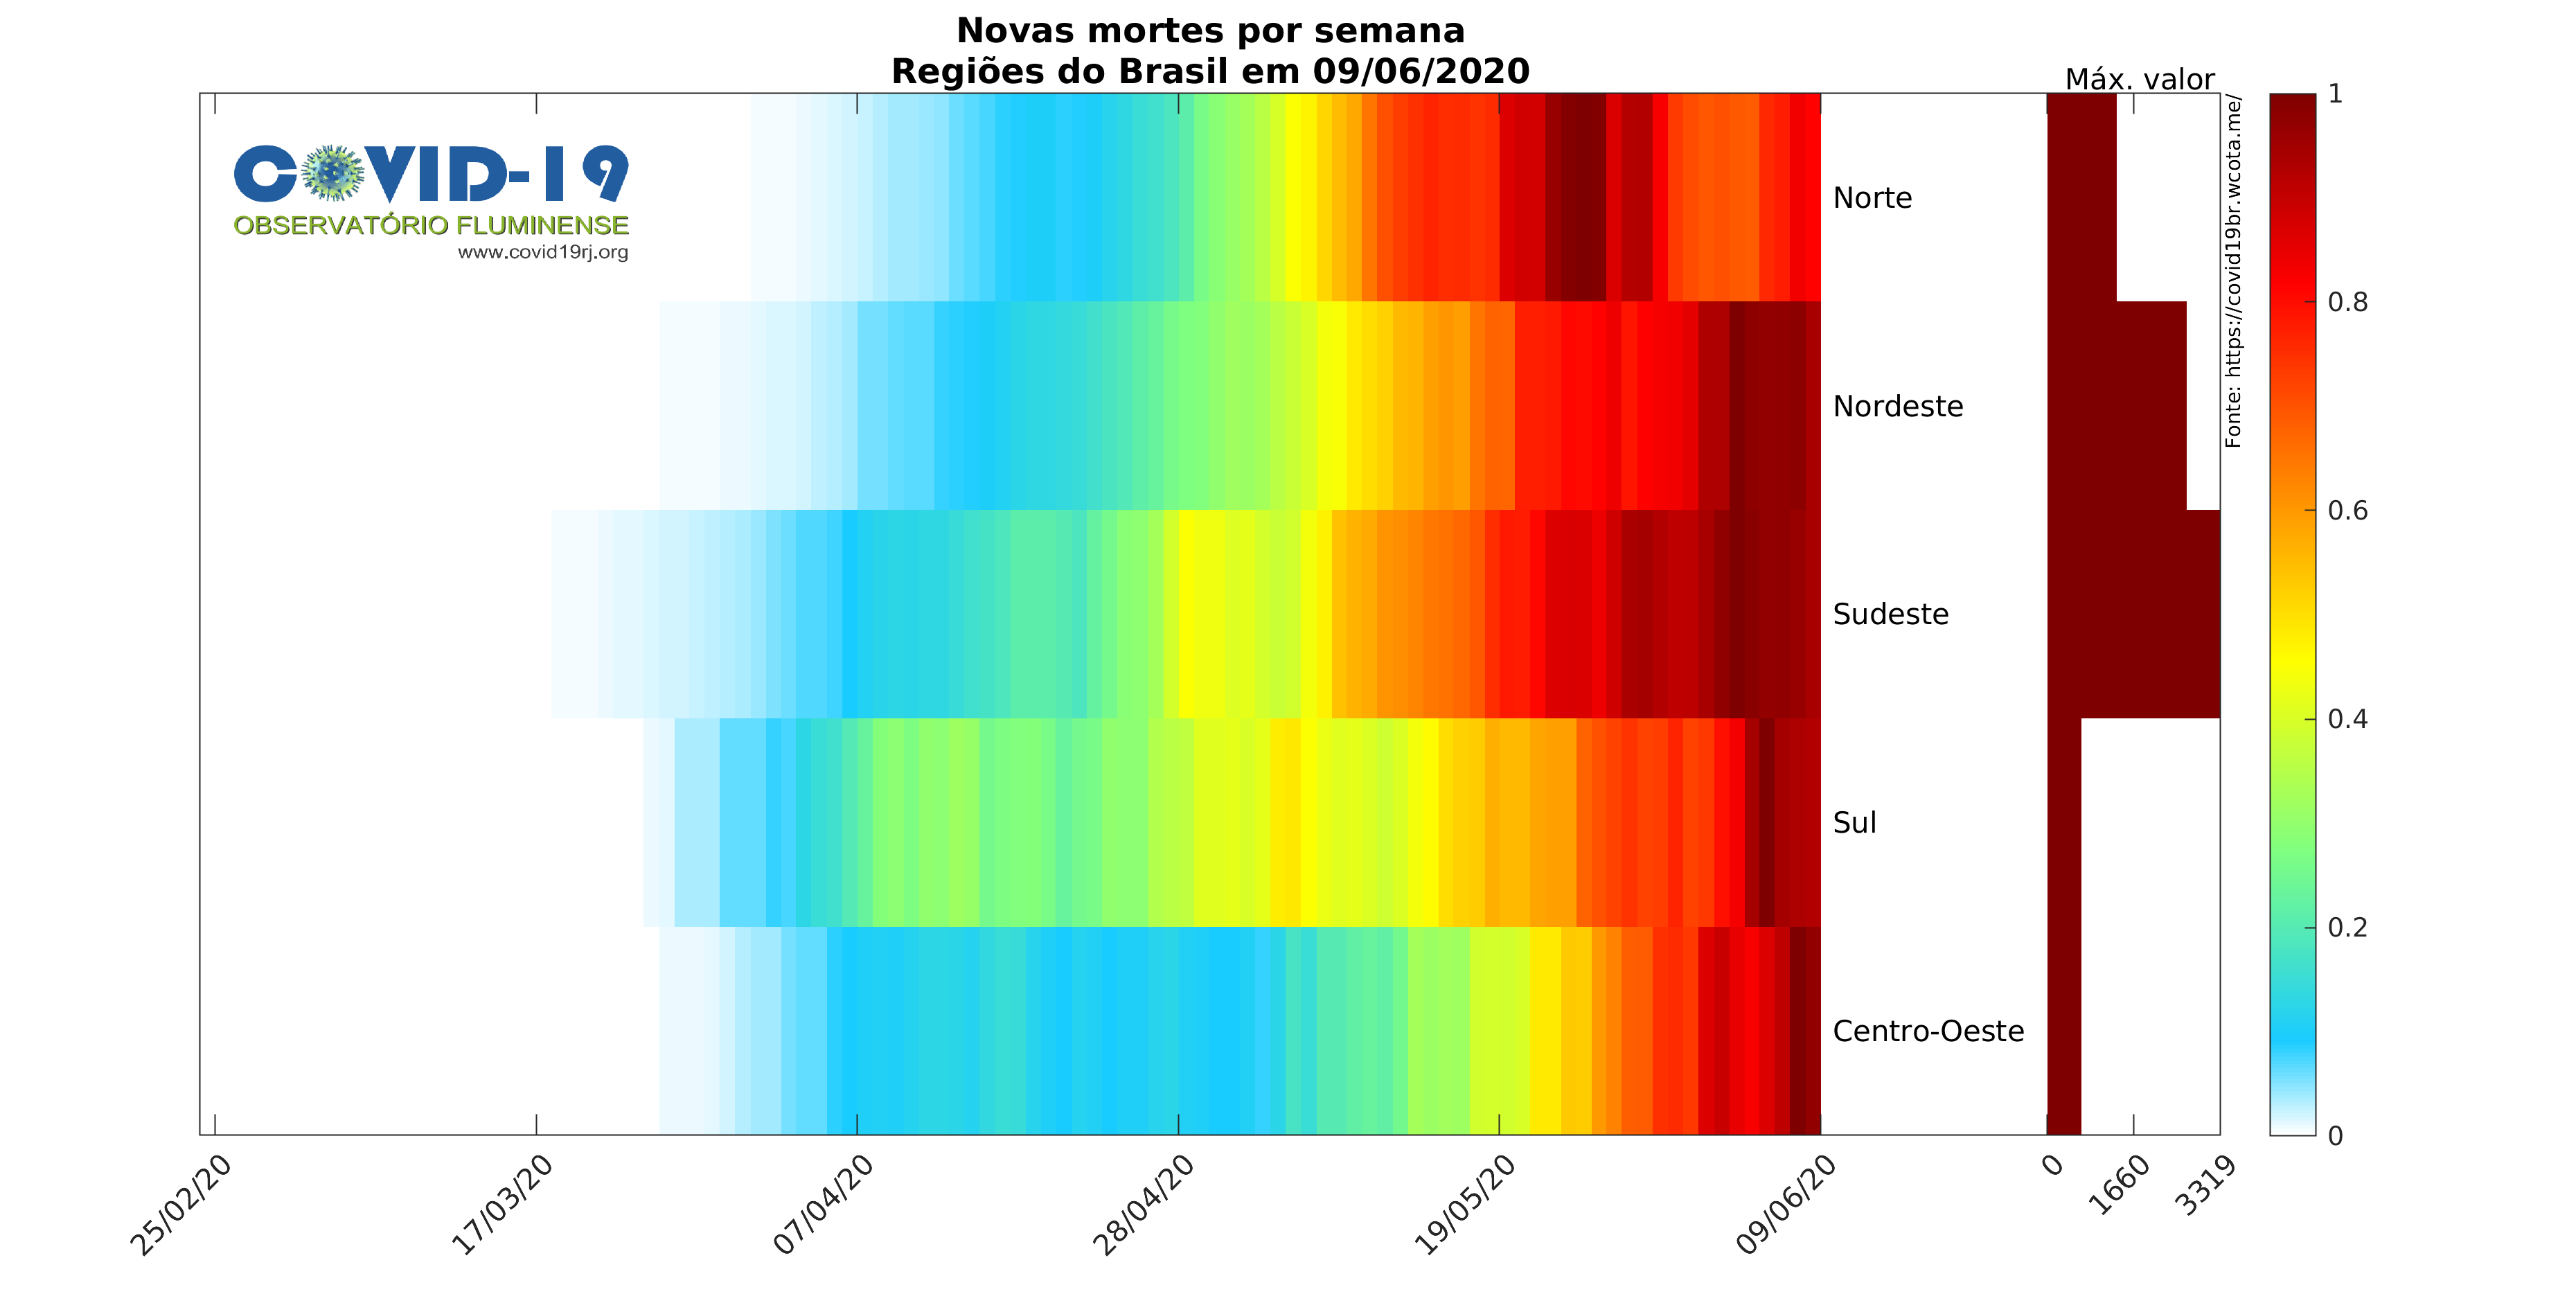 Novas mortes por semana
Regiões do Brasil em 09/06/2020
Máx. valor
COVID-19
OBSERVATÓRIO FLUMINENSE
www.covid19rj.org
Norte
Nordeste
Sudeste
Sul
Centro-Oeste
Fonte: https://covid19br.wcota.me/
1
0.8
0.6
0.4
0.2
0
25/02/20
17/03/20
07/04/20
28/04/20
19/05/20
09/06/20
0
1660
3319